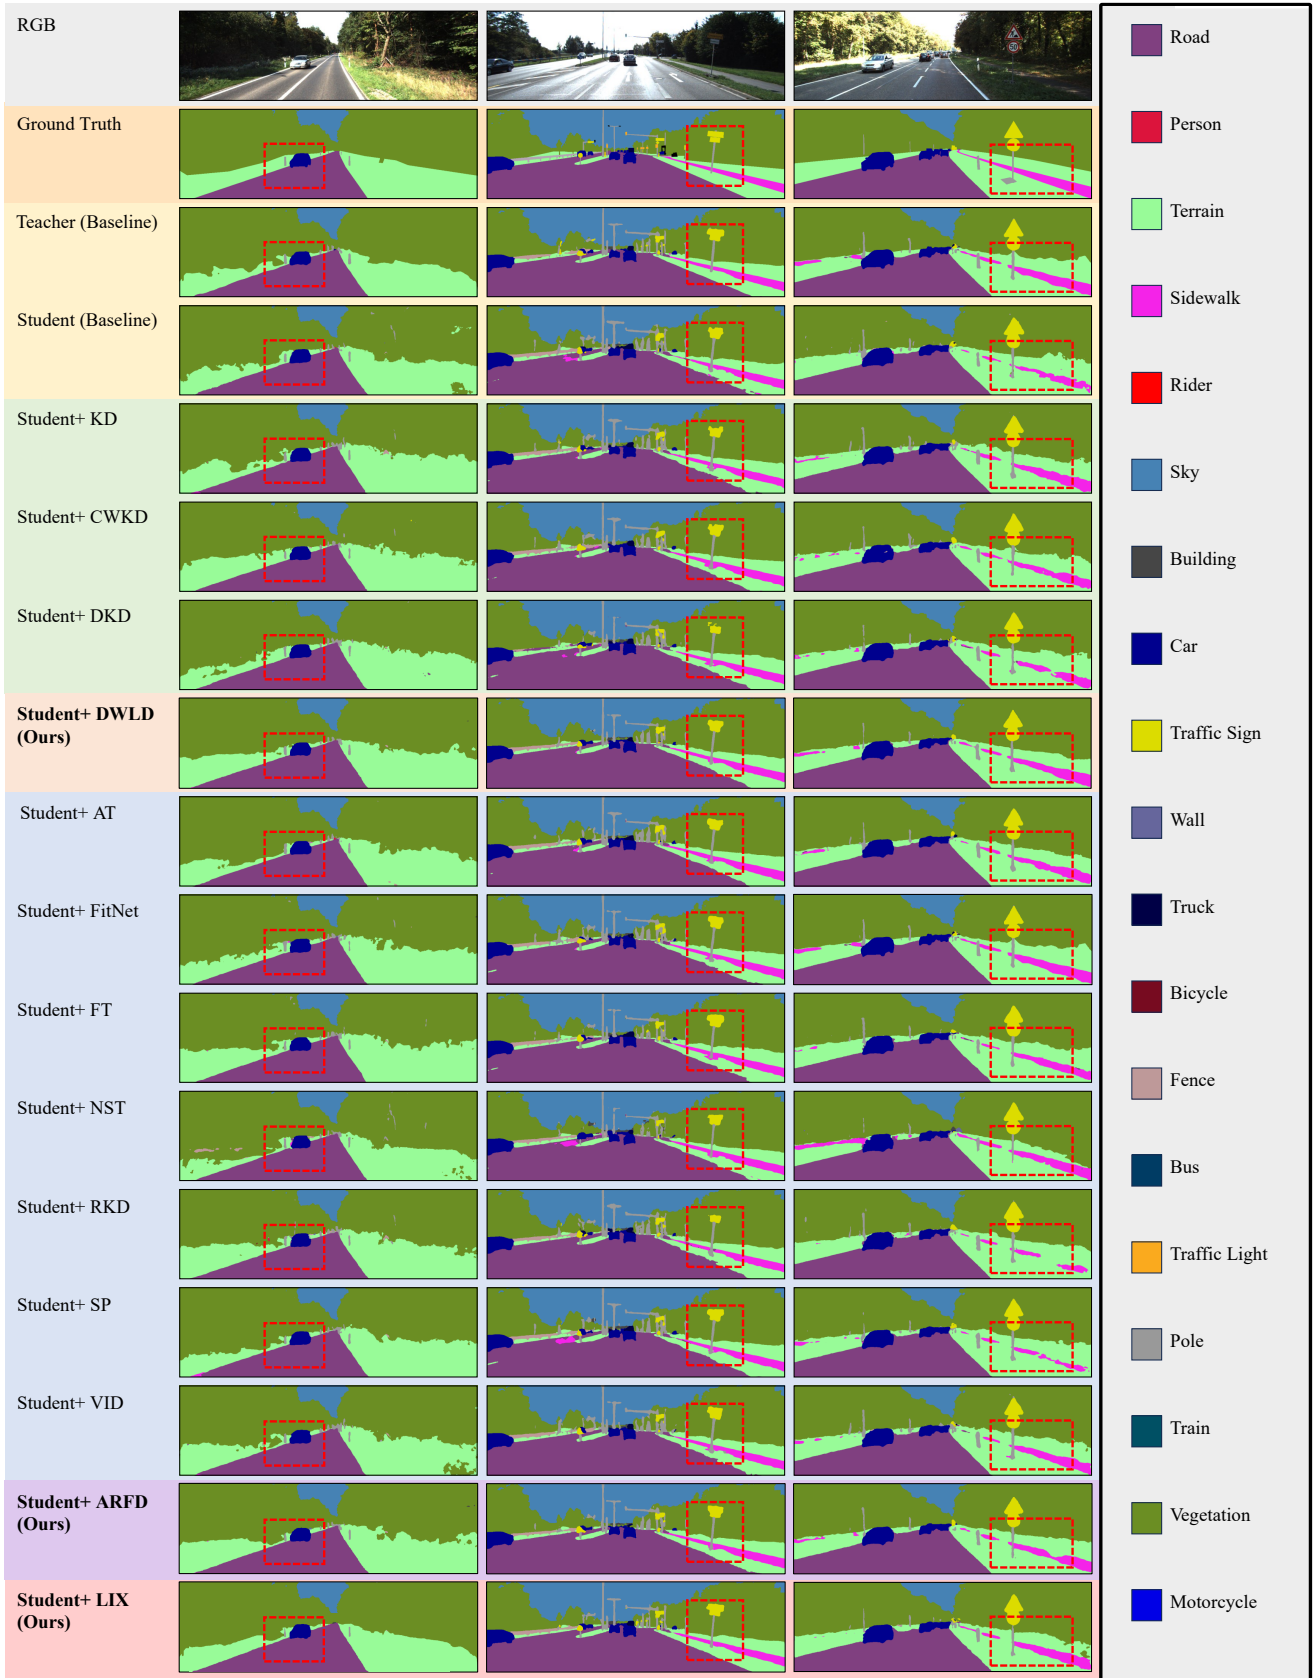 RGB
Ground Truth
Teacher (Baseline)
Student (Baseline)
Student+ KD
Student+ CWKD
Student+ DKD
Student+ DWLD
(Ours)
Student+ AT
Student+ FitNet
Student+ FT
Student+ NST
Student+ RKD
Student+ SP
Student+ VID
Student+ ARFD
(Ours)
Student+ LIX
(Ours)
50
Road
Person
Terrain
Sidewalk
Rider
Sky
Building
Car
Traffic Sign
Wall
Truck
Bicycle
Fence
Bus
Traffic Light
Pole
Train
Vegetation
Motorcycle